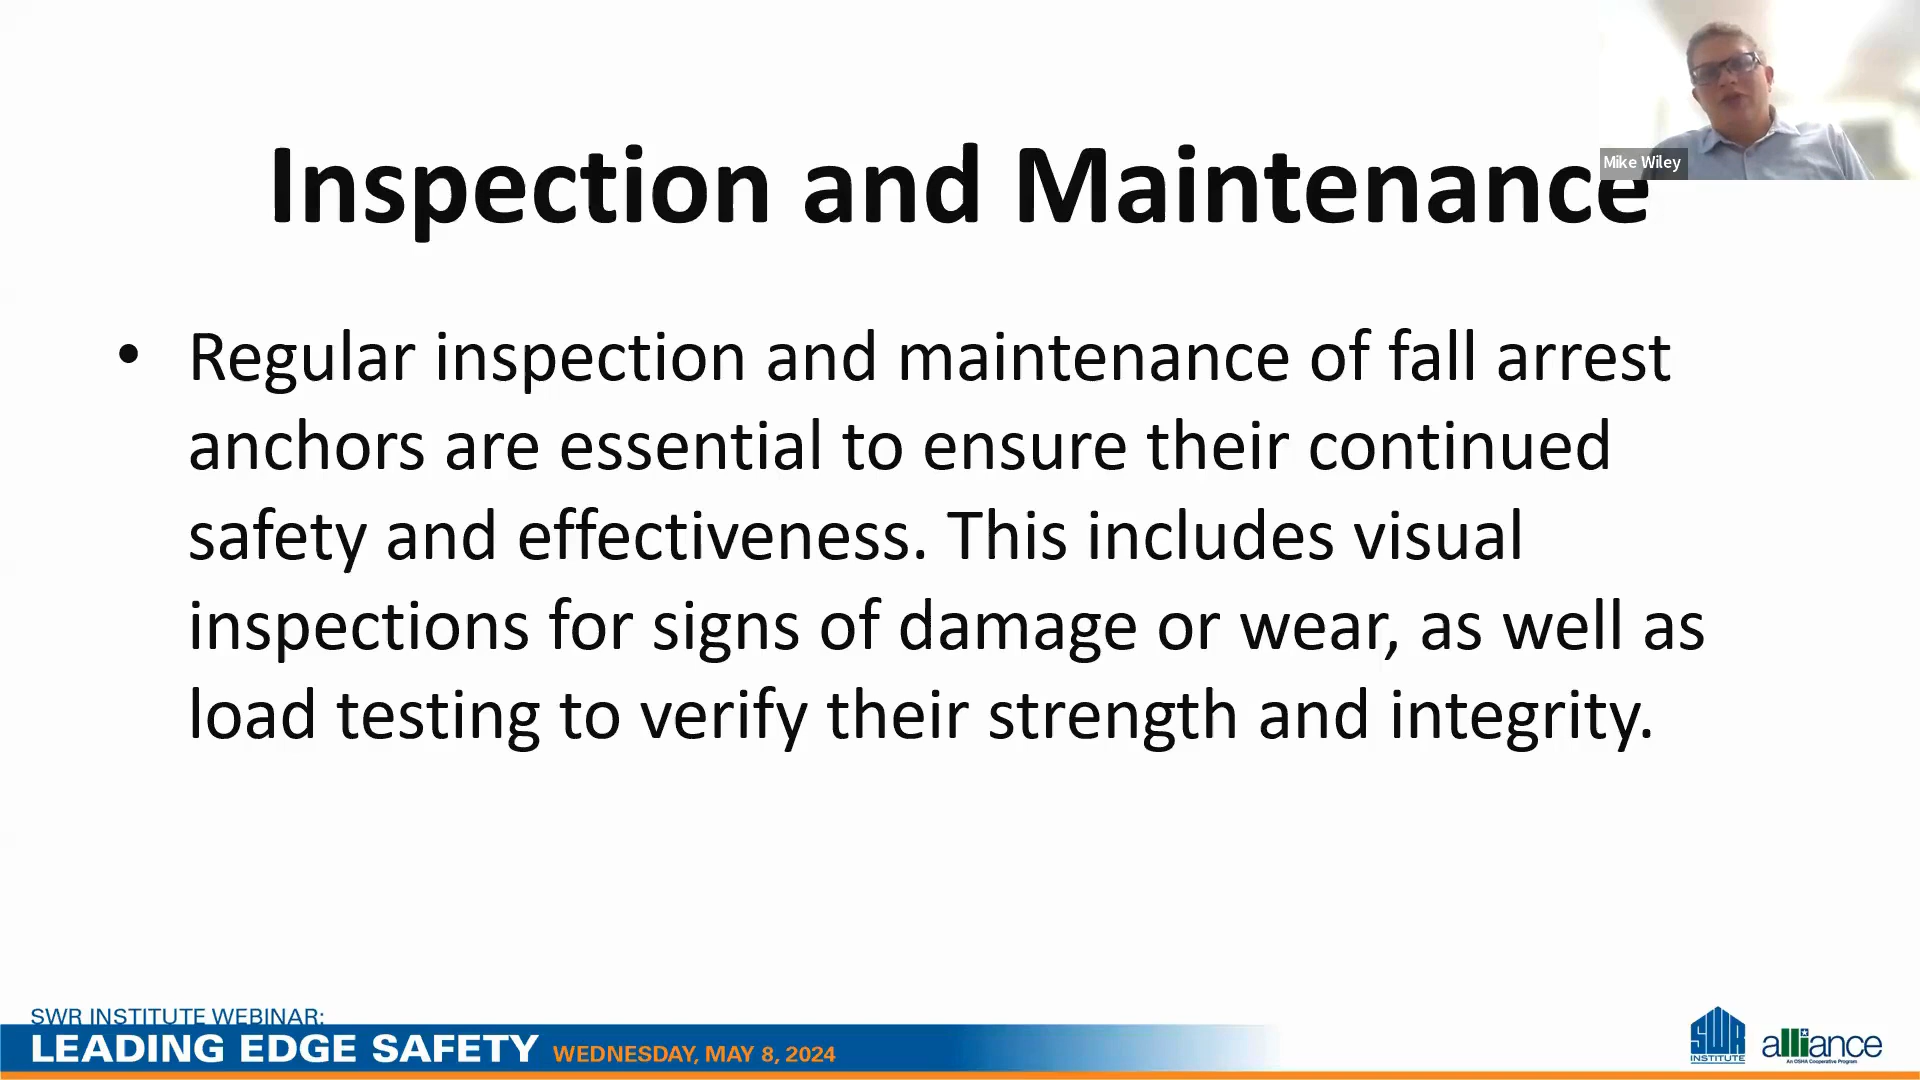 Mike Wiley
Inspection and Maintenance
• Regular inspection and maintenance of fall arrest
anchors are essential to ensure their continued
safety and effectiveness. This includes visual
inspections for signs of damage or wear, as well as
load testing to verify their strength and integrity.
SWR INSTITUTE WEBINAR:
LEADING EDGE SAFETY WEDNESDAY, MAY 8, 2024
SWR
INSTITUTE
alliance
An OSHA Cooperative Program